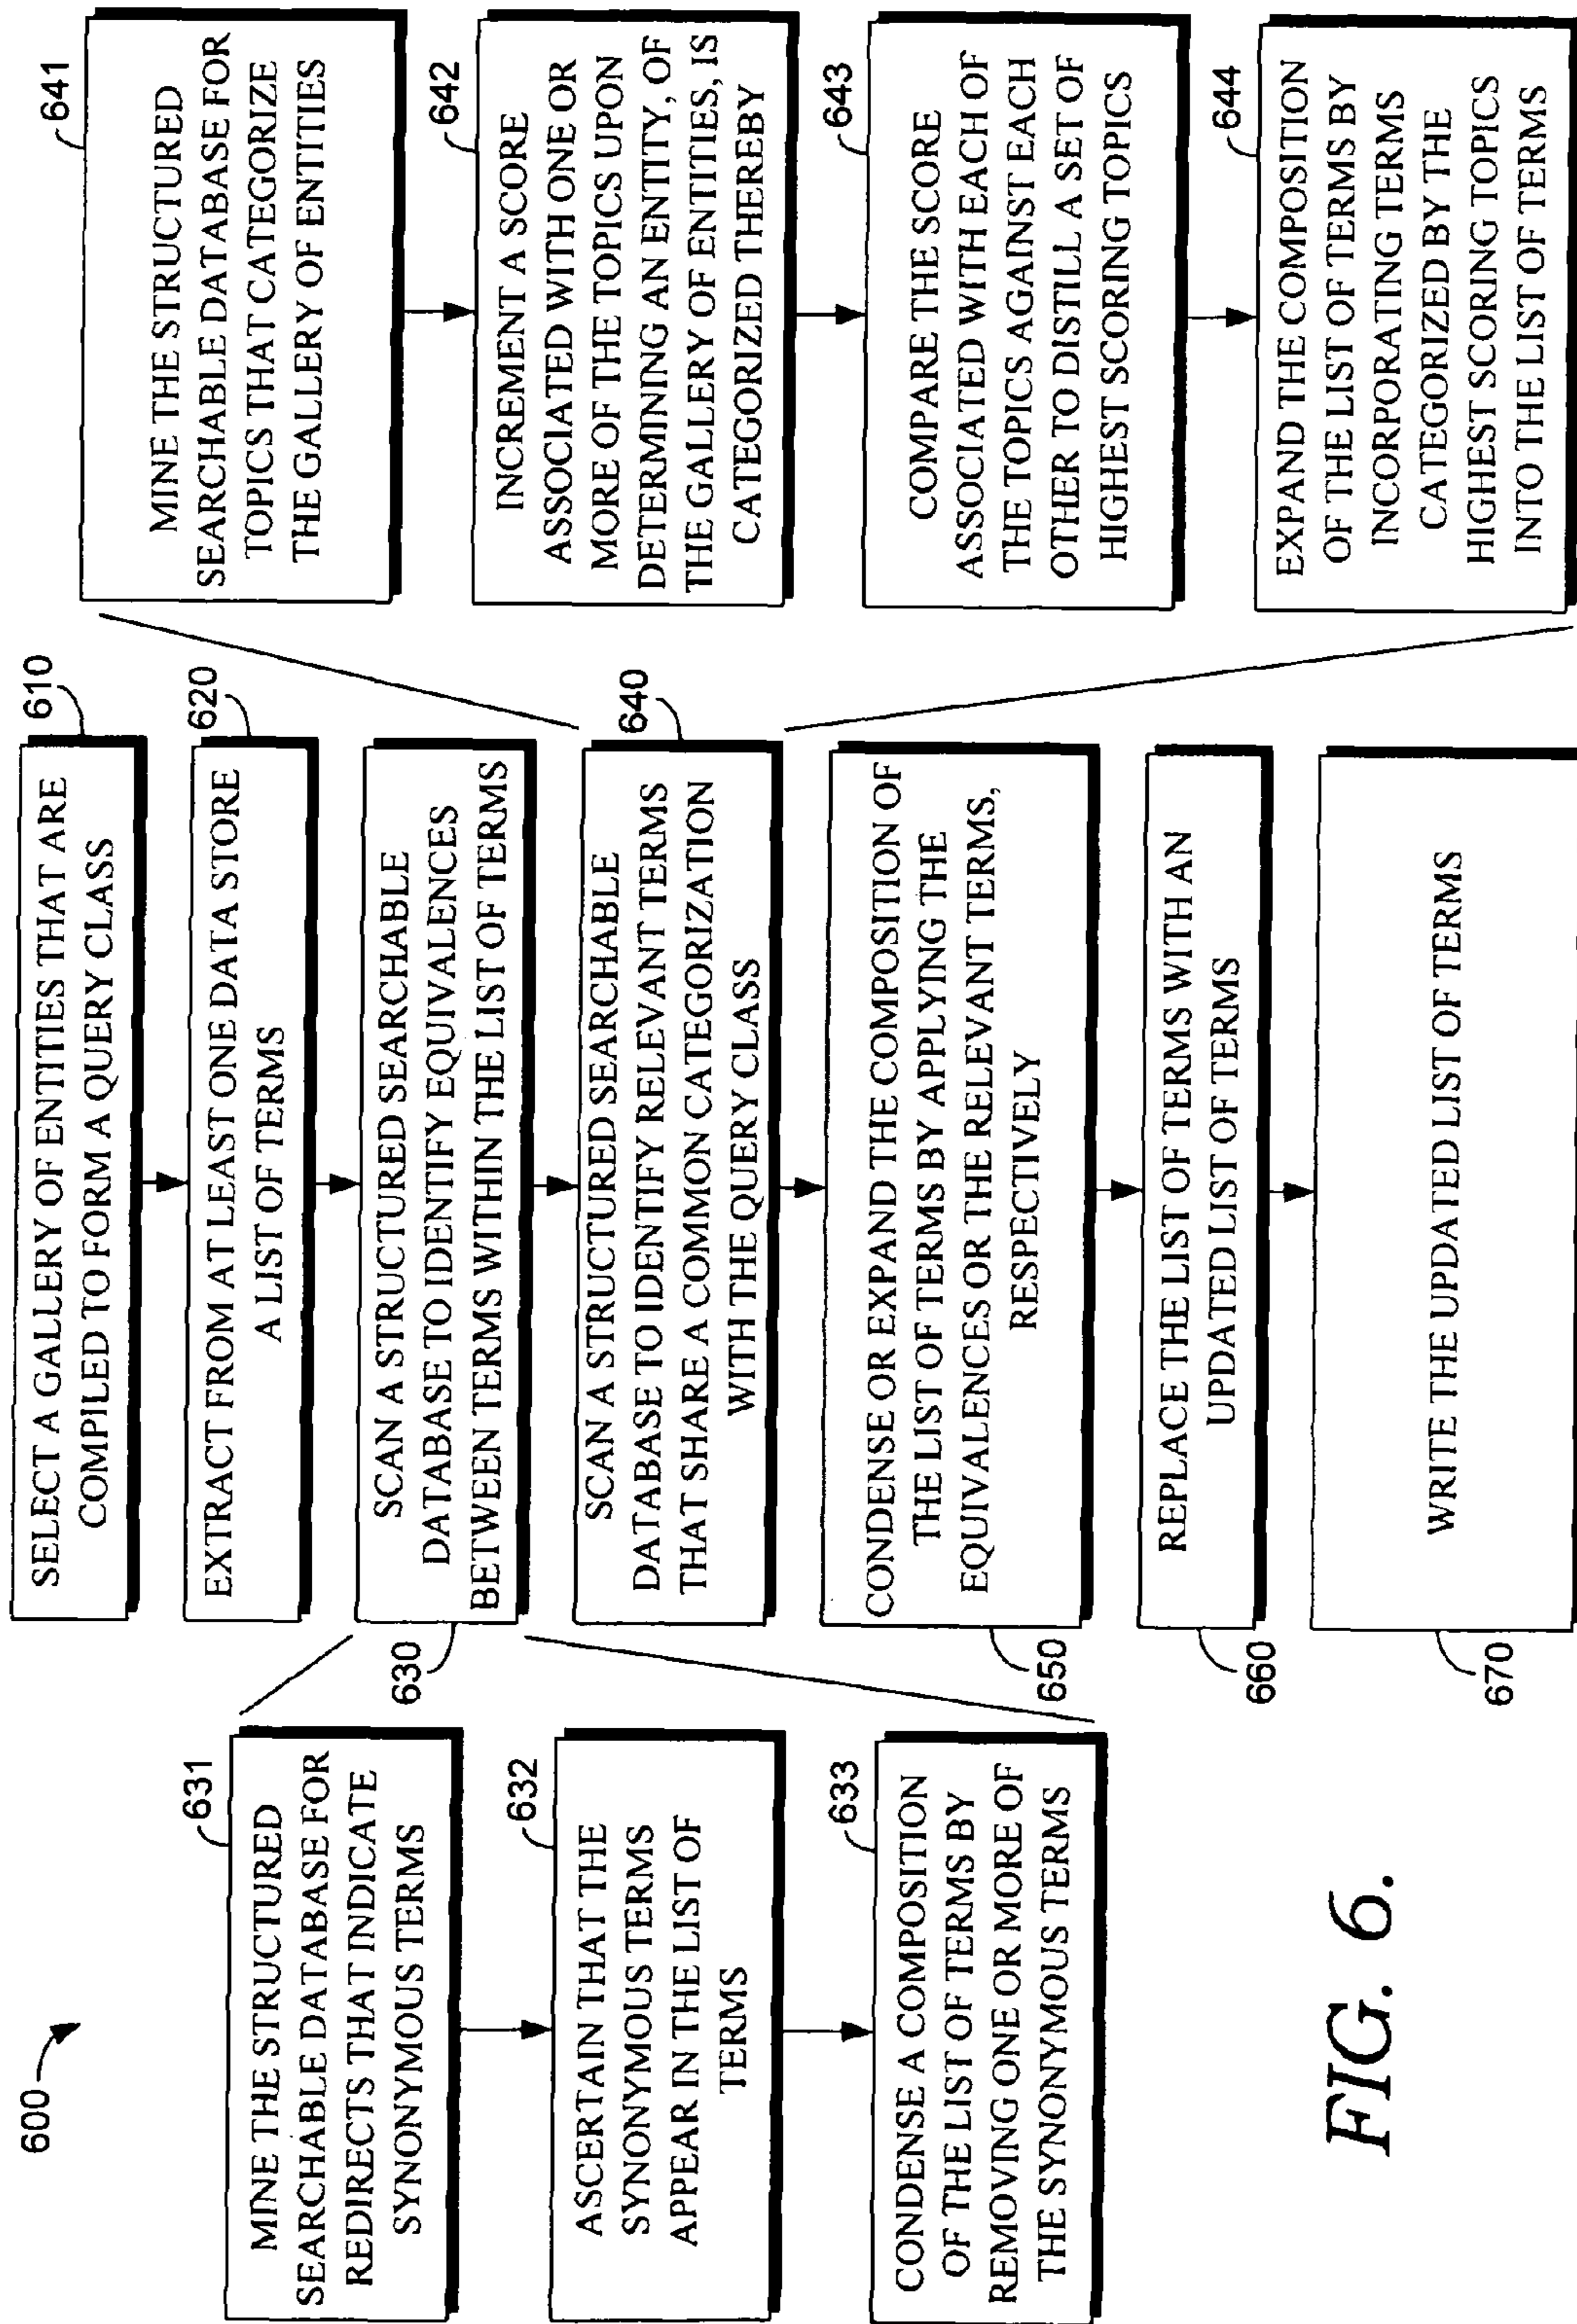 600
610
SELECT A GALLERY OF ENTITIES THAT ARE
COMPILED TO FORM A QUERY CLASS
620
EXTRACT FROM AT LEAST ONE DATA STORE
A LIST OF TERMS
630
SCAN A STRUCTURED SEARCHABLE
DATABASE TO IDENTIFY EQUIVALENCES
BETWEEN TERMS WITHIN THE LIST OF TERMS
631
MINE THE STRUCTURED
SEARCHABLE DATABASE FOR
REDIRECTS THAT INDICATE
SYNONYMOUS TERMS
632
ASCERTAIN THAT THE
SYNONYMOUS TERMS
APPEAR IN THE LIST OF
TERMS
633
CONDENSE A COMPOSITION
OF THE LIST OF TERMS BY
REMOVING ONE OR MORE OF
THE SYNONYMOUS TERMS
640
SCAN A STRUCTURED SEARCHABLE
DATABASE TO IDENTIFY RELEVANT TERMS
THAT SHARE A COMMON CATEGORIZATION
WITH THE QUERY CLASS
641
MINE THE STRUCTURED
SEARCHABLE DATABASE FOR
TOPICS THAT CATEGORIZE
THE GALLERY OF ENTITIES
642
INCREMENT A SCORE
ASSOCIATED WITH ONE OR
MORE OF THE TOPICS UPON
DETERMINING AN ENTITY, OF
THE GALLERY OF ENTITIES, IS
CATEGORIZED THEREBY
643
COMPARE THE SCORE
ASSOCIATED WITH EACH OF
THE TOPICS AGAINST EACH
OTHER TO DISTILL A SET OF
HIGHEST SCORING TOPICS
644
EXPAND THE COMPOSITION
OF THE LIST OF TERMS BY
INCORPORATING TERMS
CATEGORIZED BY THE
HIGHEST SCORING TOPICS
INTO THE LIST OF TERMS
650
CONDENSE OR EXPAND THE COMPOSITION OF
THE LIST OF TERMS BY APPLYING THE
EQUIVALENCES OR THE RELEVANT TERMS,
RESPECTIVELY
660
REPLACE THE LIST OF TERMS WITH AN
UPDATED LIST OF TERMS
670
WRITE THE UPDATED LIST OF TERMS
FIG. 6.